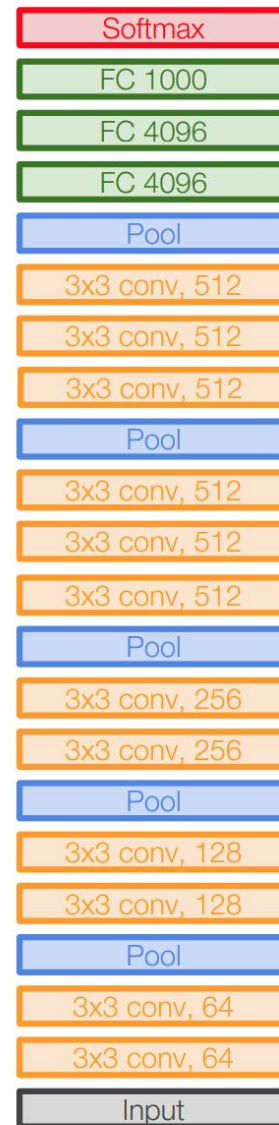 Softmax
FC 1000
FC 4096
FC 4096
Pool
3x3 conv, 512
3x3 conv, 512
3x3 conv, 512
Pool
3x3 conv, 512
3x3 conv, 512
3x3 conv, 512
Pool
3x3 conv, 256
3x3 conv, 256
Pool
3x3 conv, 128
3x3 conv, 128
Pool
3x3 conv, 64
3x3 conv, 64
Input